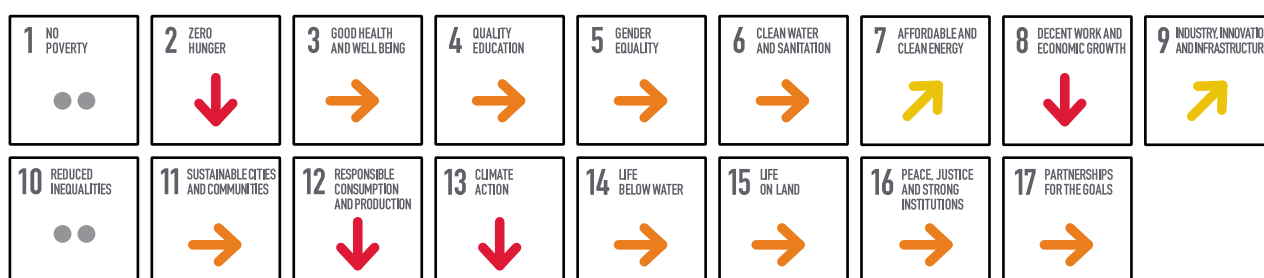 1 NO
POVERTY
2 ZERO
HUNGER
3 GOOD HEALTH
AND WELL BEING
4 QUALITY
EDUCATION
5 GENDER
EQUALITY
6 CLEAN WATER
AND SANITATION
7 AFFORDABLE AND
CLEAN ENERGY
8 DECENT WORK AND
ECONOMIC GROWTH
9 INDUSTRY, INNOVATIO
AND INFRASTRUCTUR
10 REDUCED
INEQUALITIES
11 SUSTAINABLE CITIES
AND COMMUNITIES
12 RESPONSIBLE
CONSUMPTION
AND PRODUCTION
13 CLIMATE
ACTION
14 LIFE
BELOW WATER
15 LIFE
ON LAND
16 PEACE, JUSTICE
AND STRONG
INSTITUTIONS
17 PARTNERSHIPS
FOR THE GOALS